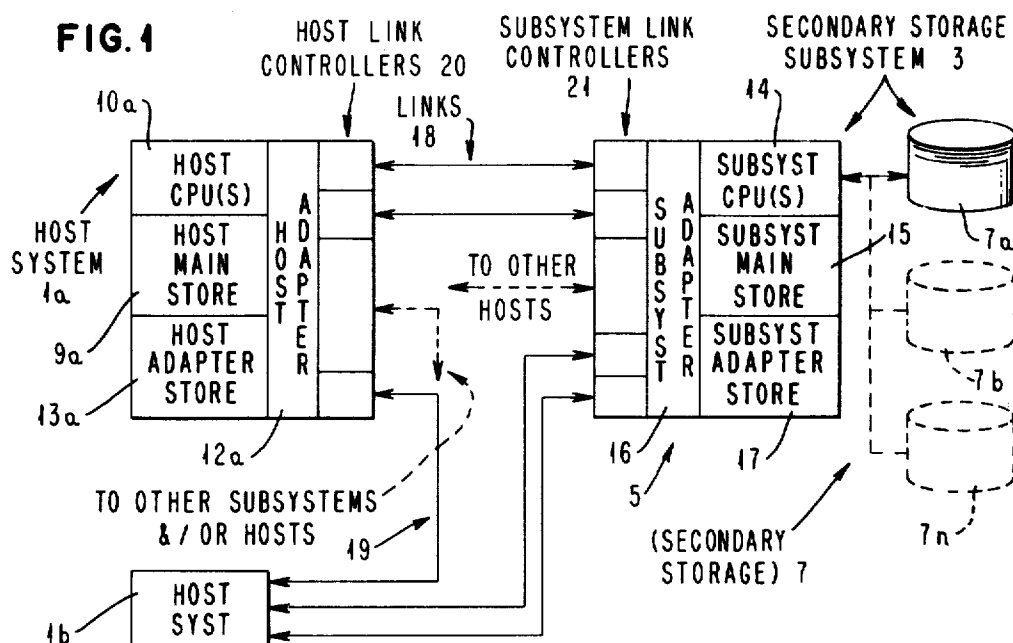 FIG. 1
HOST LINK
CONTROLLERS 20
SUBSYSTEM LINK
CONTROLLERS
21
SECONDARY STORAGE
SUBSYSTEM 3
10a
LINKS
18
14
HOST
CPU(S)
HOST
MAIN
STORE
HOST
ADAPTER
STORE
HOST
ADAPTER
SUBSYST
ADAPTER
SUBSYST
CPU(S)
SUBSYST
MAIN
STORE
SUBSYST
ADAPTER
STORE
HOST
SYSTEM
1a
9a
13a
12a
TO OTHER
HOSTS
15
7a
7b
7n
16
5
17
TO OTHER SUBSYSTEMS
& / OR HOSTS
19
(SECONDARY
STORAGE) 7
1b
HOST
SYST